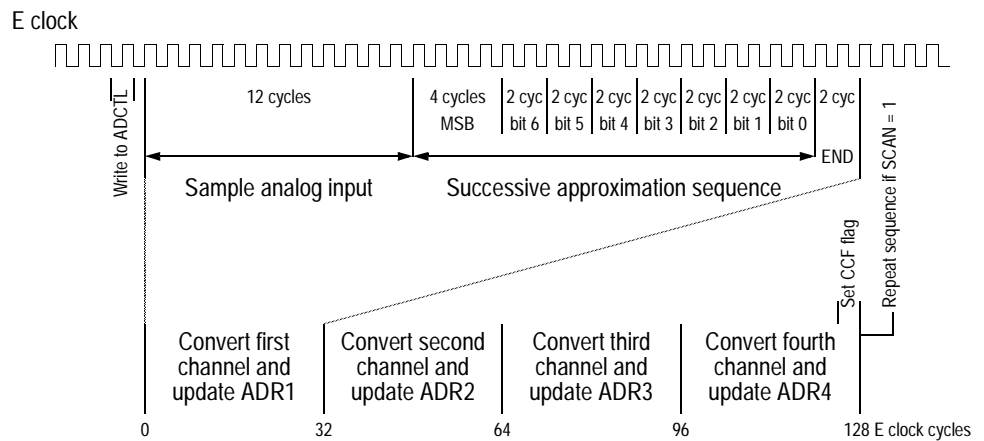 E clock
Write to ADCTL
12 cycles
4 cycles
MSB
2 cyc
bit 6
2 cyc
bit 5
2 cyc
bit 4
2 cyc
bit 3
2 cyc
bit 2
2 cyc
bit 1
2 cyc
bit 0
2 cyc
END
Sample analog input
Successive approximation sequence
Set CCF flag
Repeat sequence if SCAN = 1
Convert first
channel and
update ADR1
Convert second
channel and
update ADR2
Convert third
channel and
update ADR3
Convert fourth
channel and
update ADR4
0
32
64
96
128 E clock cycles